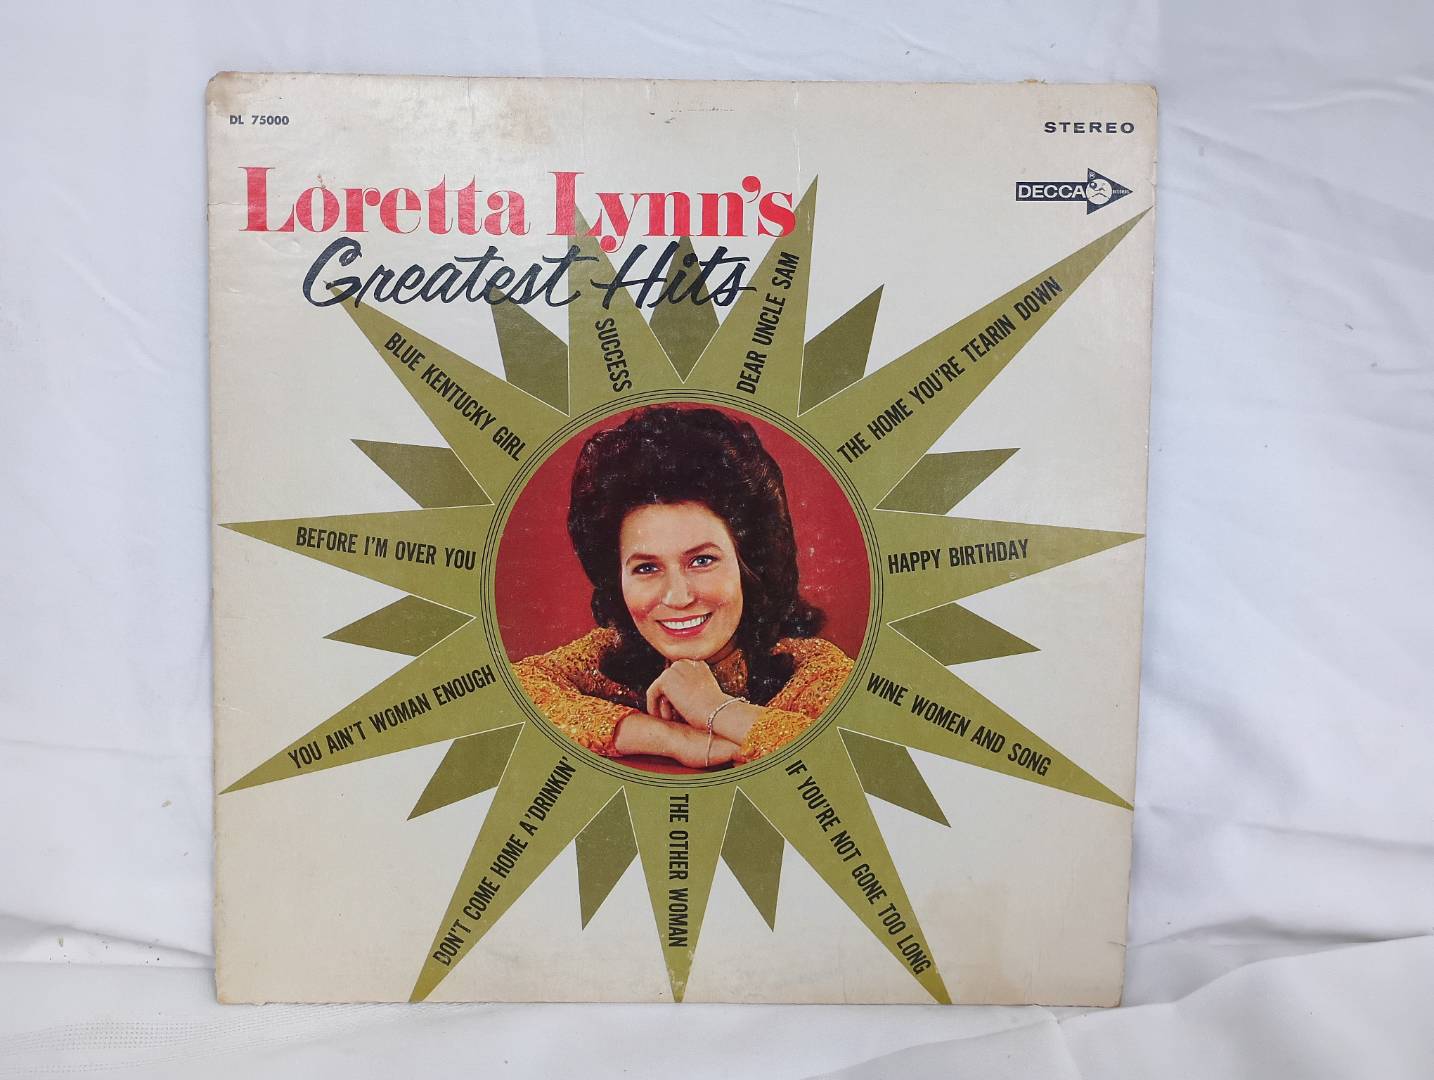 DL 75000
STEREO
DECCA
Loretta Lynn's
Greatest Hits
SUCCESS
DEAR UNCLE SAM
THE HOME YOU'RE TEARIN DOWN
HAPPY BIRTHDAY
WINE WOMEN AND SONG
IF YOU'RE NOT GONE TOO LONG
THE OTHER WOMAN
DON'T COME HOME A'DRINKIN'
YOU AIN'T WOMAN ENOUGH
BEFORE I'M OVER YOU
BLUE KENTUCKY GIRL